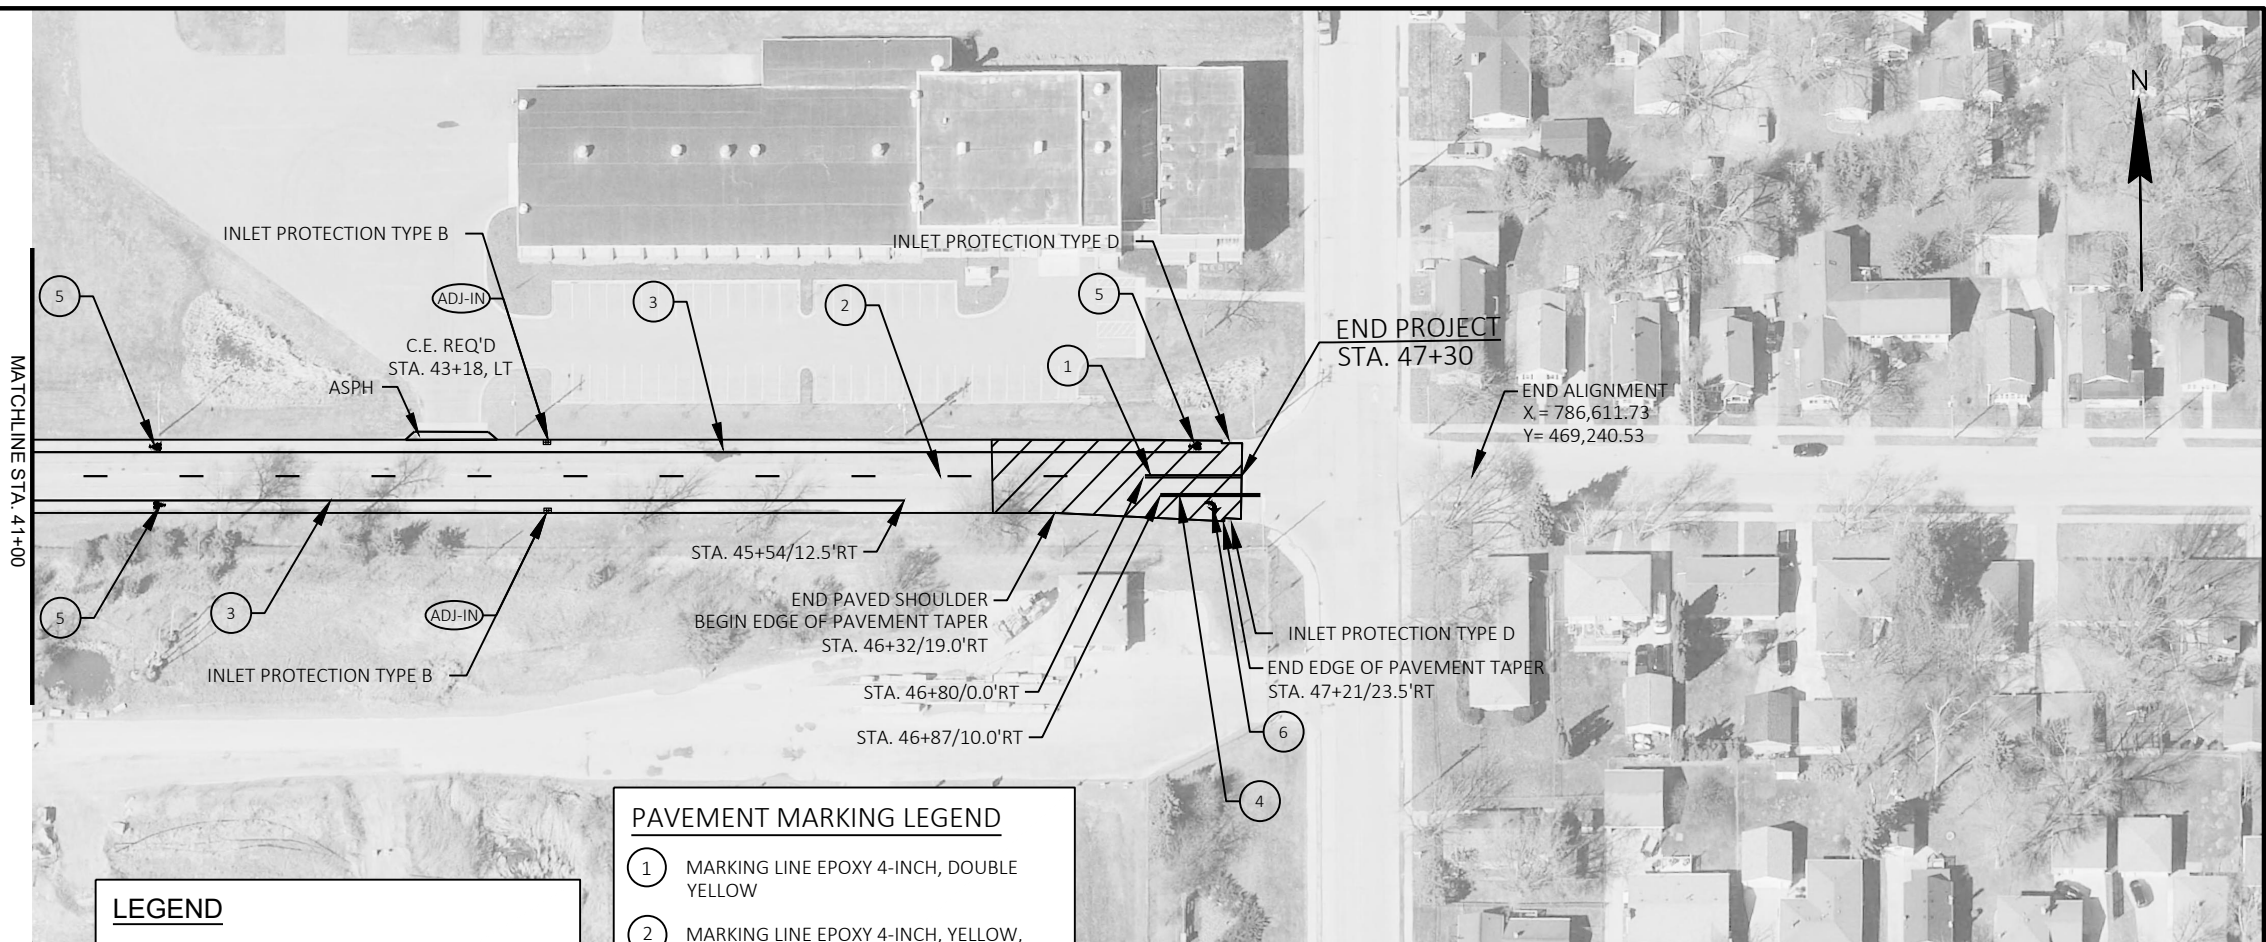 N
INLET PROTECTION TYPE B
INLET PROTECTION TYPE D
5
ADJ-IN
3
2
5
END PROJECT
STA. 47+30
C.E. REQ'D
STA. 43+18, LT
ASPH
1
END ALIGNMENT
X = 786,611.73
Y= 469,240.53
MATCHLINE STA. 41+00
STA. 45+54/12.5'RT
5
3
ADJ-IN
END PAVED SHOULDER
BEGIN EDGE OF PAVEMENT TAPER
STA. 46+32/19.0'RT
INLET PROTECTION TYPE D
INLET PROTECTION TYPE B
END EDGE OF PAVEMENT TAPER
STA. 47+21/23.5'RT
STA. 46+80/0.0'RT
STA. 46+87/10.0'RT
6
4
PAVEMENT MARKING LEGEND
1 MARKING LINE EPOXY 4-INCH, DOUBLE
YELLOW
2 MARKING LINE EPOXY 4-INCH, YELLOW,
LEGEND